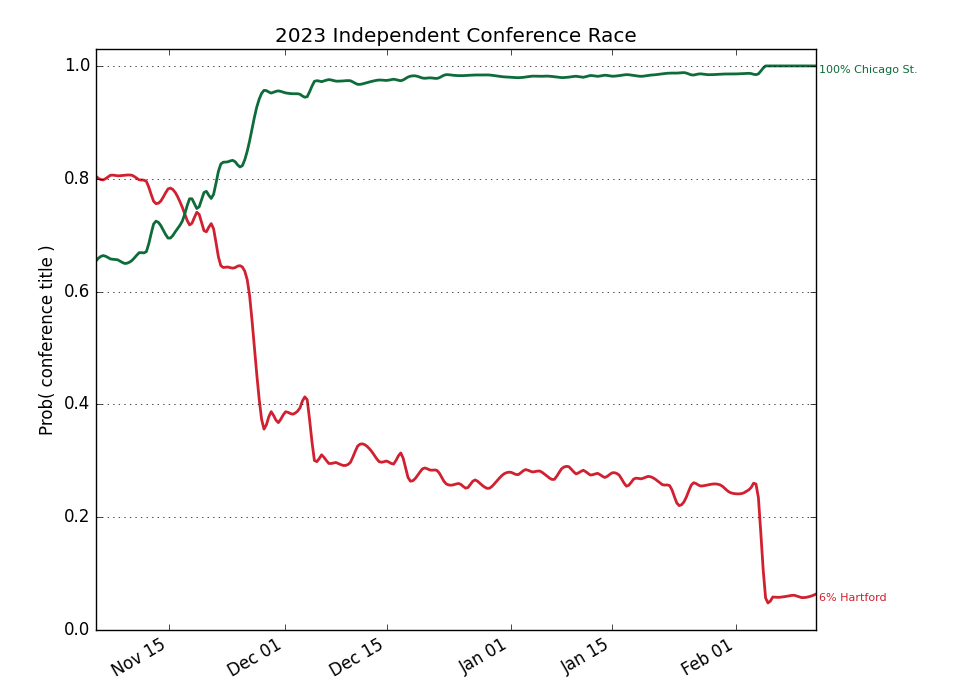 2023 Independent Conference Race
1.0
100% Chicago St.
0.8
0.6
Prob( conference title )
0.4
0.2
6% Hartford
0.0
Nov 15
Dec 01
Dec 15
Jan 01
Jan 15
Feb 01